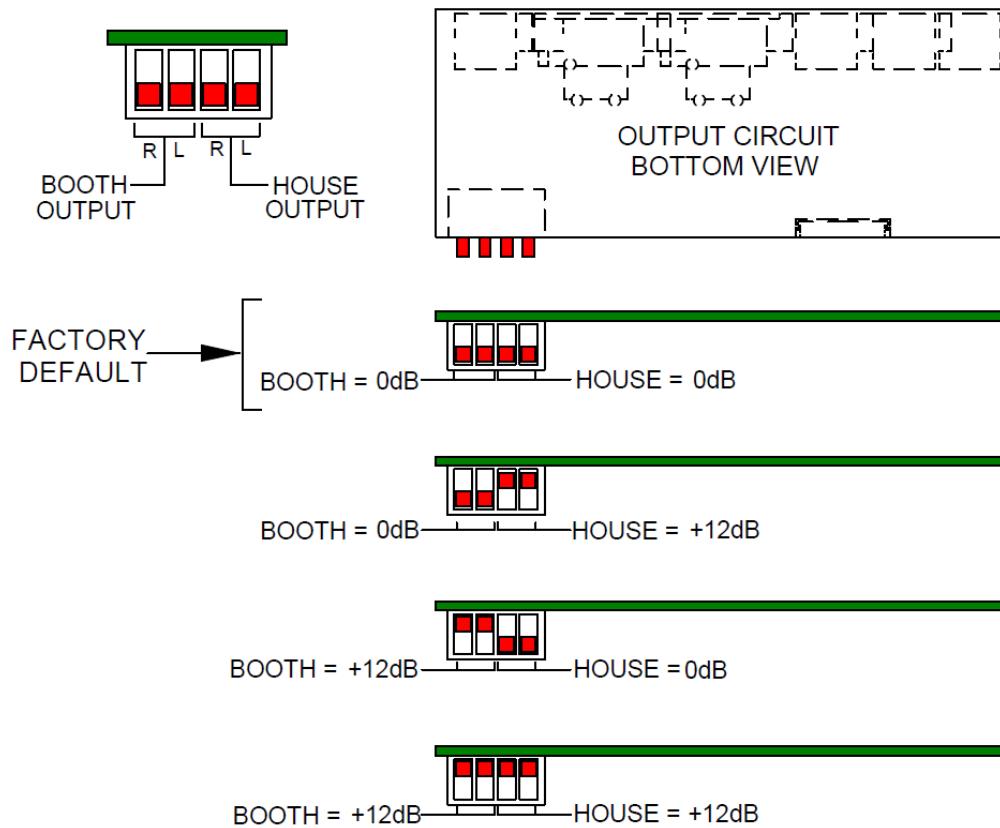 R L R L
BOOTH
OUTPUT
HOUSE
OUTPUT
OUTPUT CIRCUIT
BOTTOM VIEW
FACTORY
DEFAULT
BOOTH = 0dB
HOUSE = 0dB
BOOTH = 0dB
HOUSE = +12dB
BOOTH = +12dB
HOUSE = 0dB
BOOTH = +12dB
HOUSE = +12dB